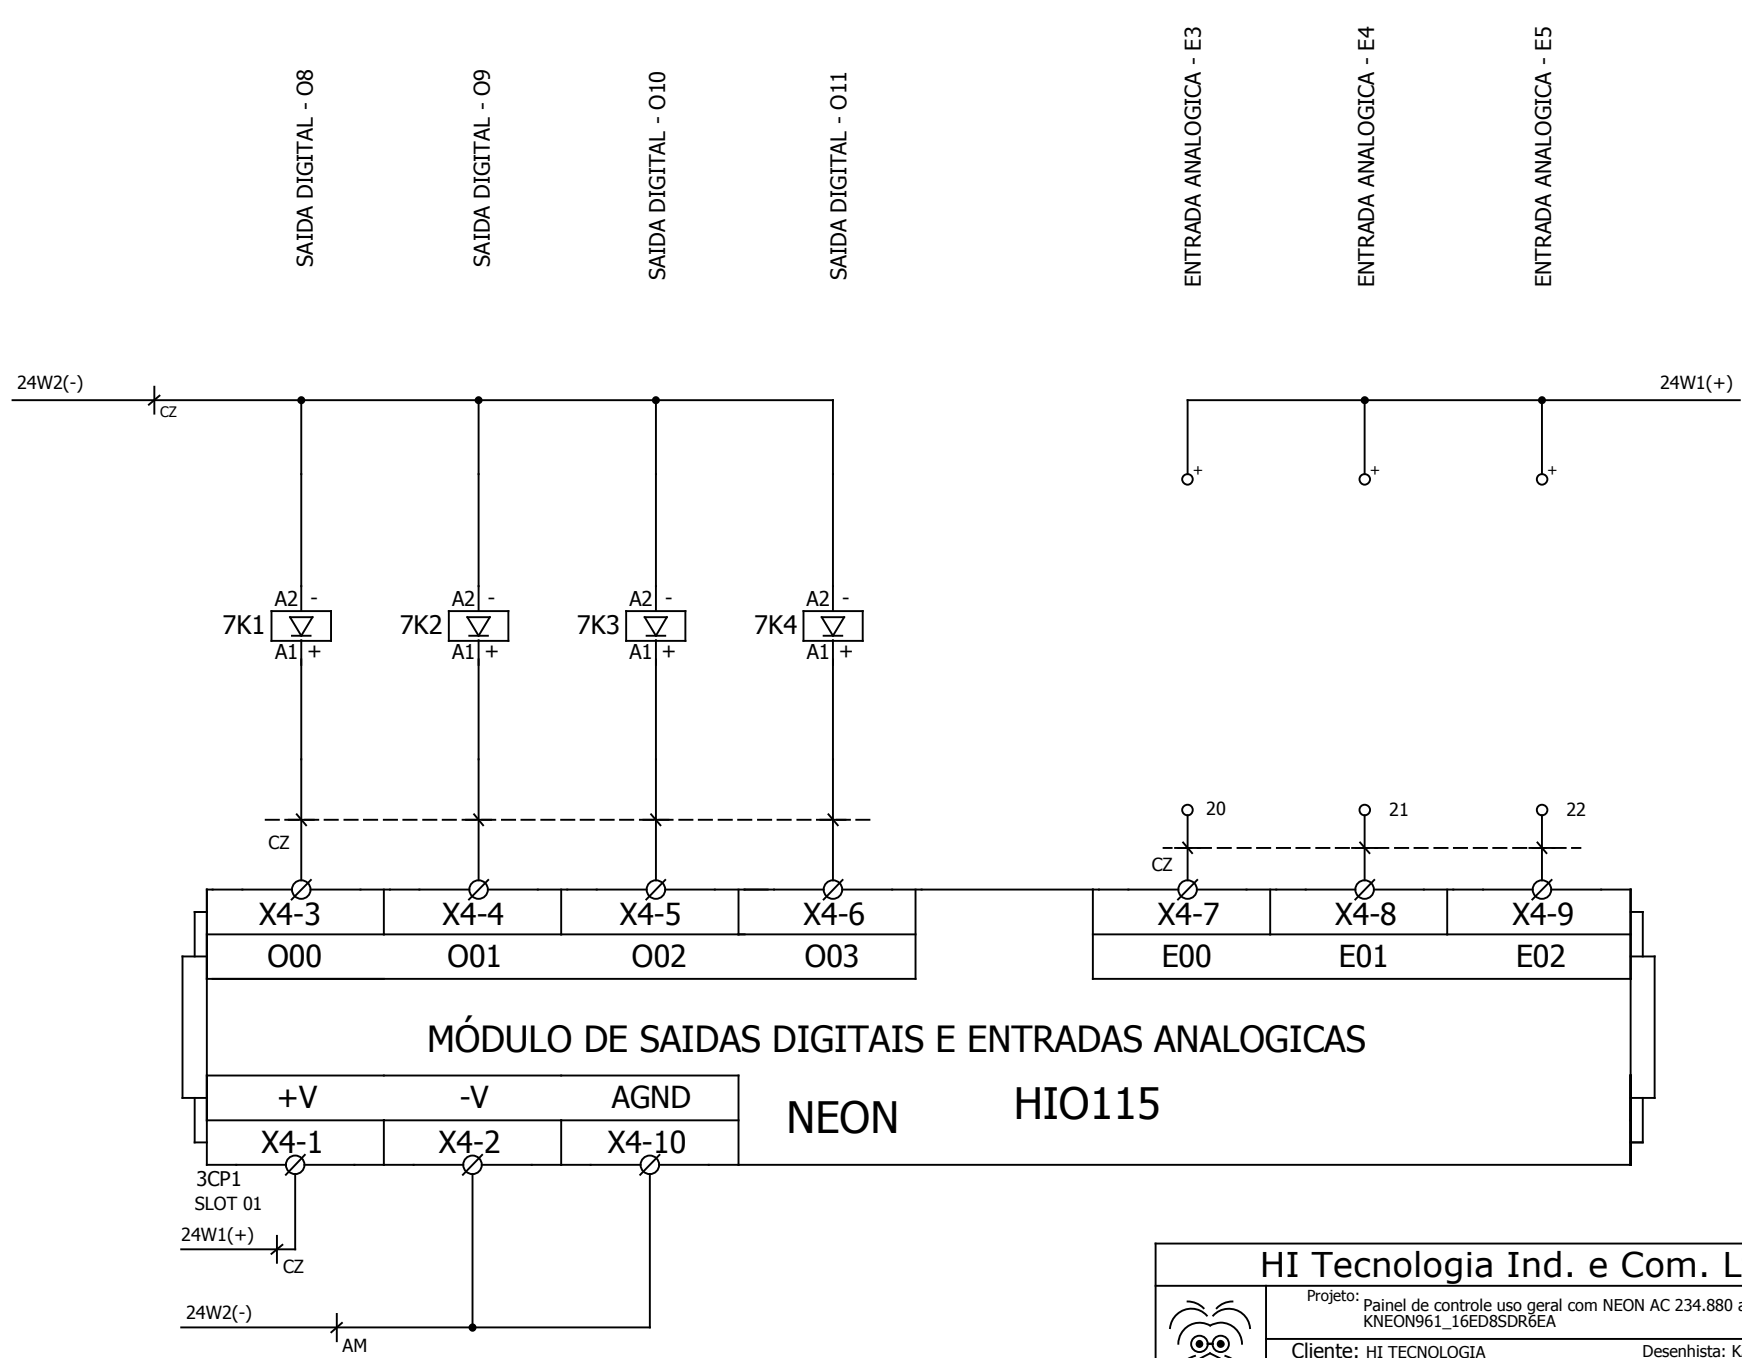 SAIDA DIGITAL - O8
SAIDA DIGITAL - O9
SAIDA DIGITAL - O10
SAIDA DIGITAL - O11
ENTRADA ANALOGICA - E3
ENTRADA ANALOGICA - E4
ENTRADA ANALOGICA - E5
24W2(-)
CZ
24W1(+)
+ + +
A2 - A2 - A2 - A2 -
7K1 7K2 7K3 7K4
A1 + A1 + A1 + A1 +
20 21 22
CZ
CZ
X4-3 X4-4 X4-5 X4-6 X4-7 X4-8 X4-9
O00 O01 O02 O03 E00 E01 E02
MÓDULO DE SAIDAS DIGITAIS E ENTRADAS ANALOGICAS
+V -V AGND
NEON HIO115
X4-1 X4-2 X4-10
3CP1
SLOT 01
24W1(+)
CZ
24W2(-)
AM
HI Tecnologia Ind. e Com. L
Projeto: Painel de controle uso geral com NEON AC 234.880 a
KNEON961_16ED8SDR6EA
Cliente: HI TECNOLOGIA Desenhista: K